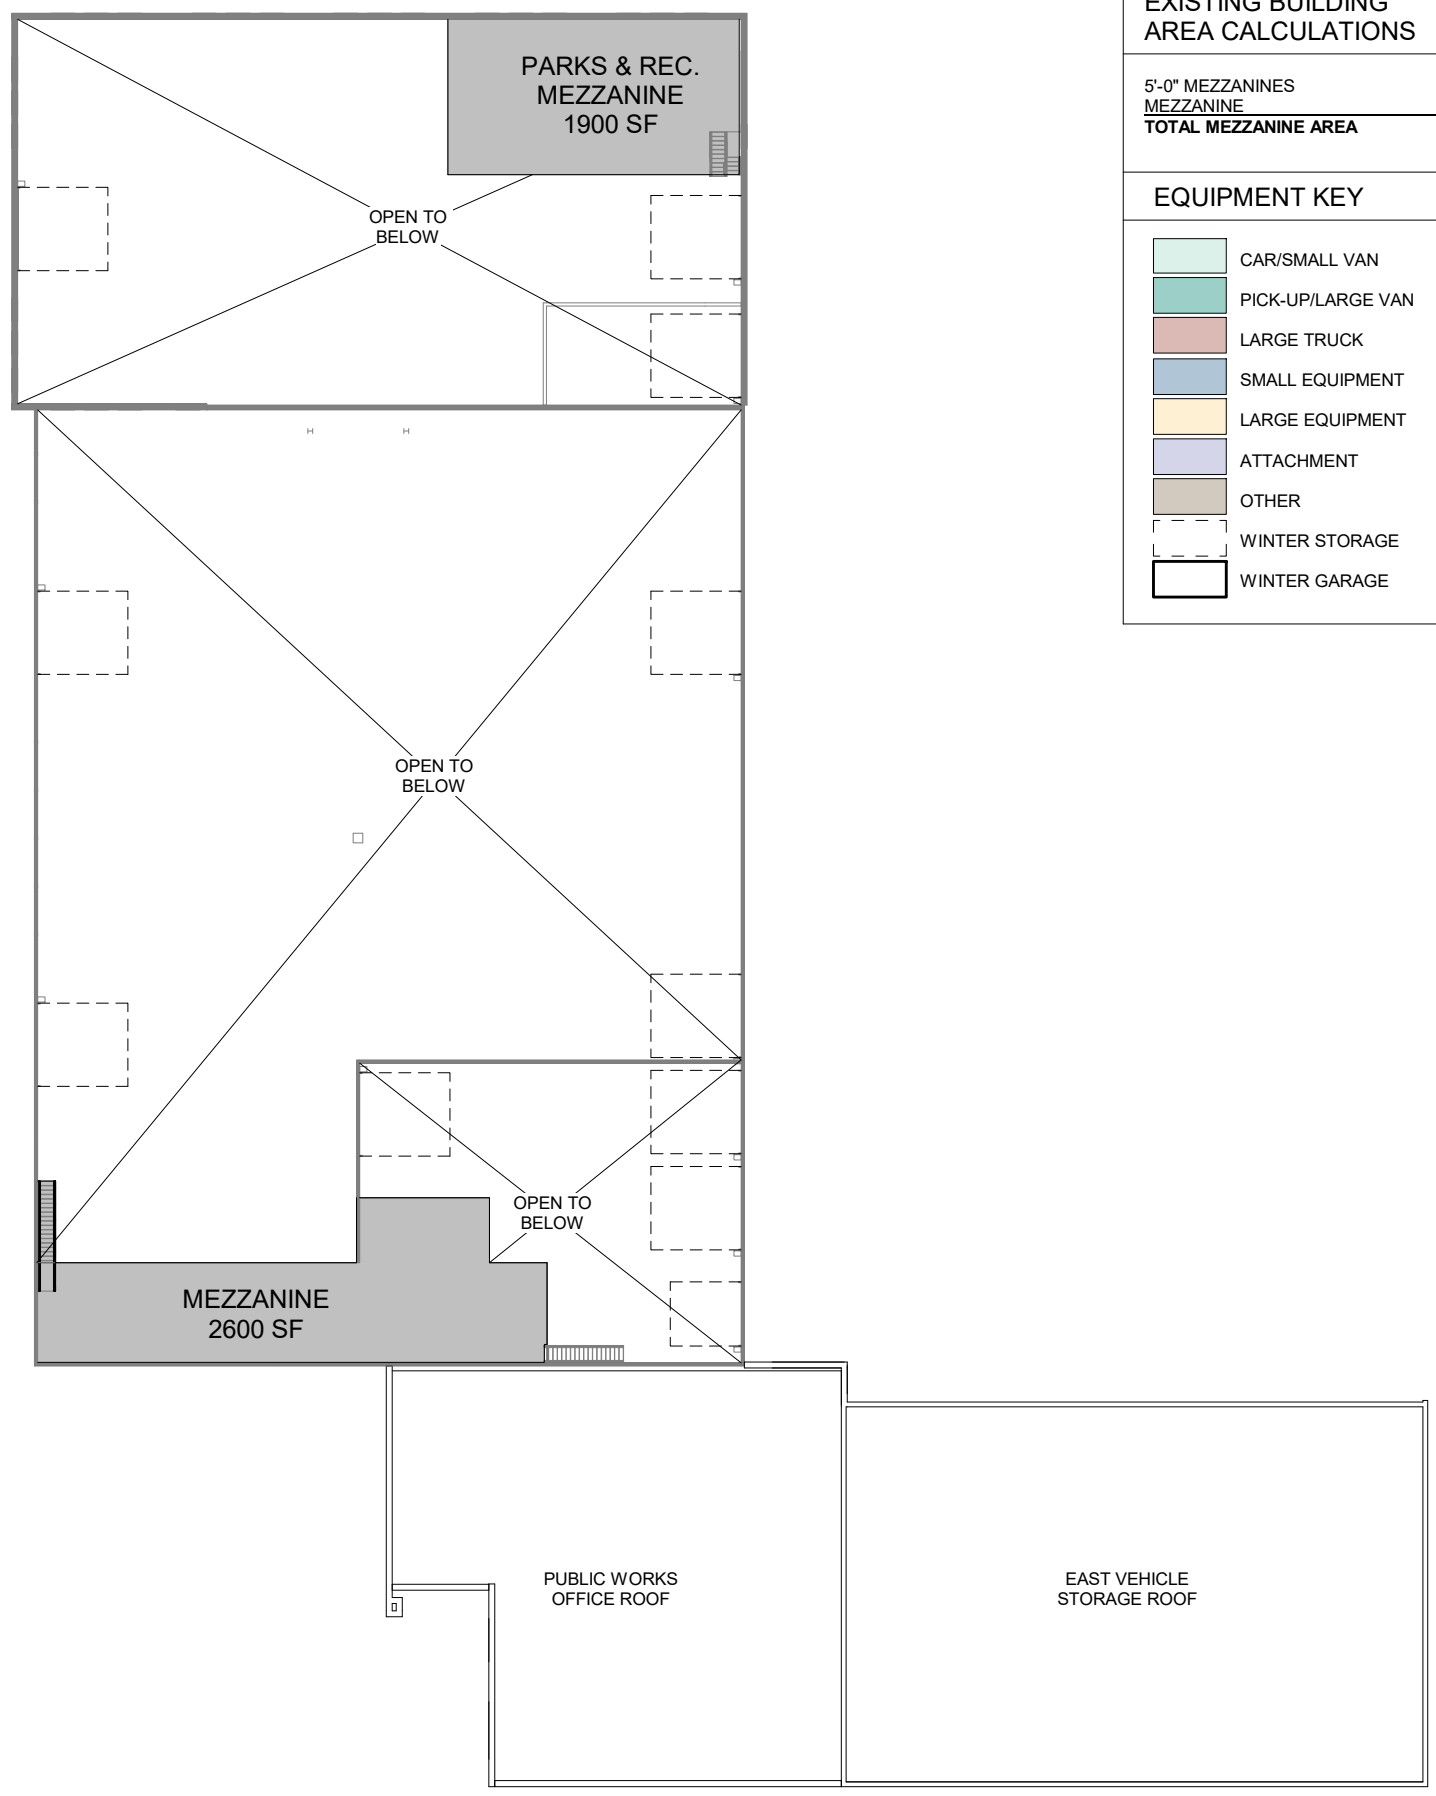 EXISTING BUILDING
AREA CALCULATIONS
5'-0" MEZZANINES
MEZZANINE
TOTAL MEZZANINE AREA
EQUIPMENT KEY
CAR/SMALL VAN
PICK-UP/LARGE VAN
LARGE TRUCK
SMALL EQUIPMENT
LARGE EQUIPMENT
ATTACHMENT
OTHER
WINTER STORAGE
WINTER GARAGE
PARKS & REC.
MEZZANINE
1900 SF
OPEN TO
BELOW
OPEN TO
BELOW
OPEN TO
BELOW
MEZZANINE
2600 SF
PUBLIC WORKS
OFFICE ROOF
EAST VEHICLE
STORAGE ROOF